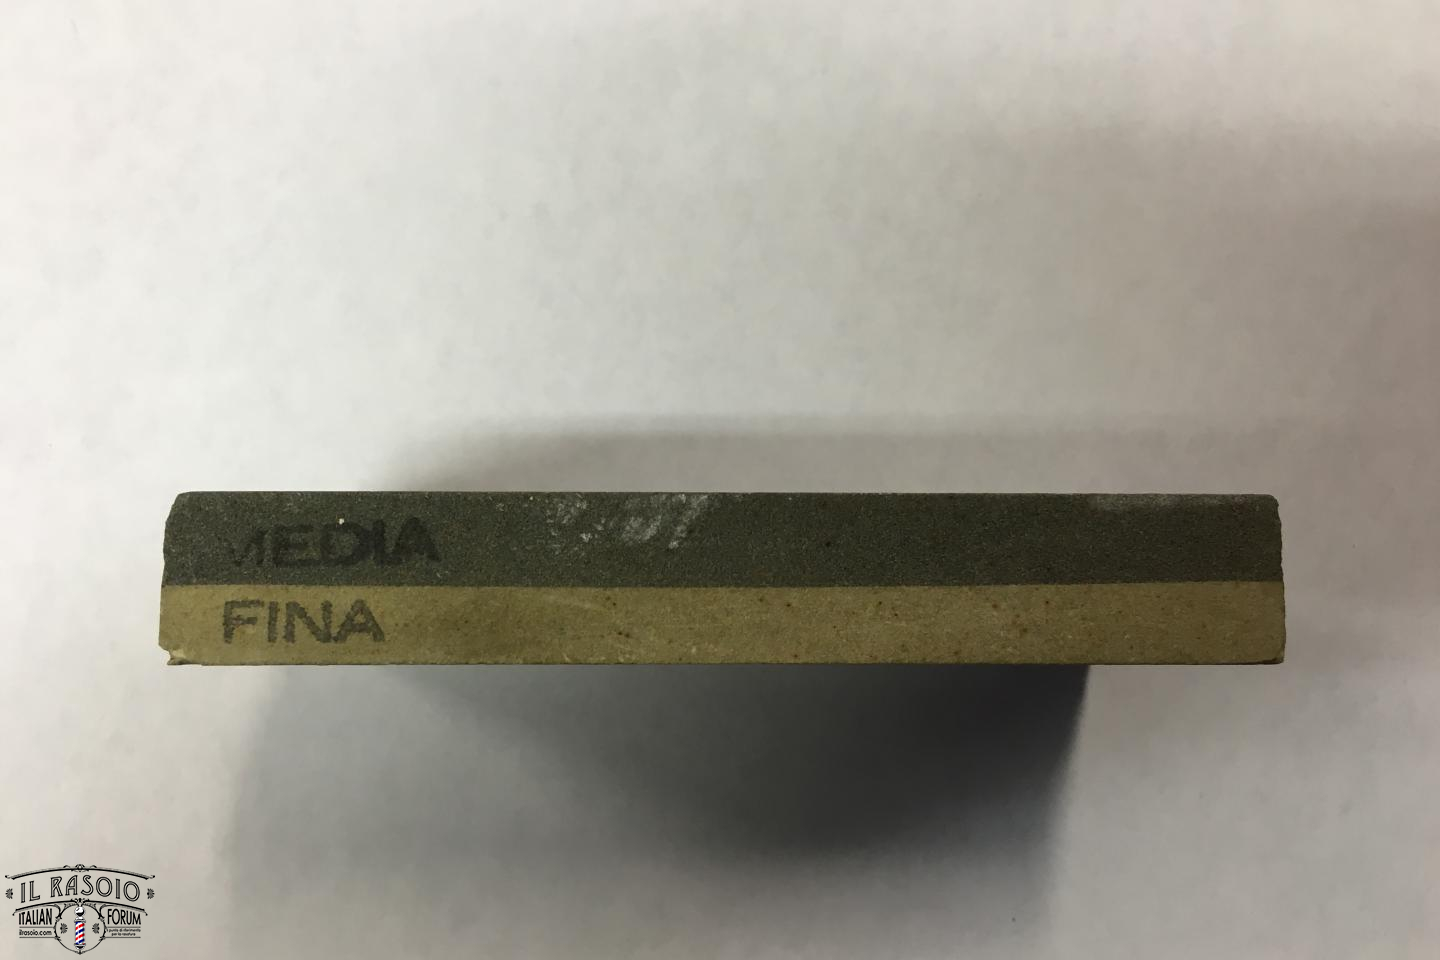 MEDIA
FINA
IL RASOIO
ITALIAN FORUM
ilrasoio.com